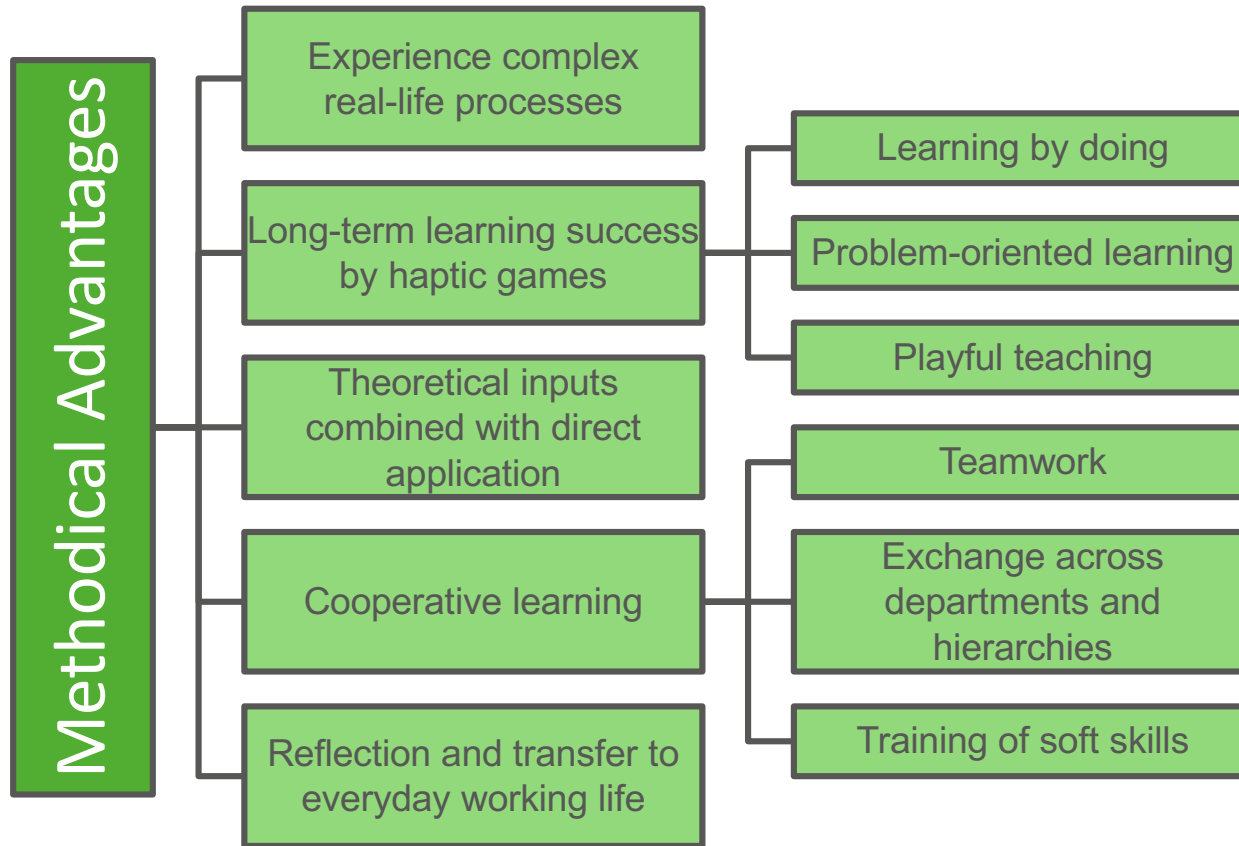 Methodical Advantages
Experience complex
real-life processes
Long-term learning success
by haptic games
Learning by doing
Problem-oriented learning
Playful teaching
Theoretical inputs
combined with direct
application
Cooperative learning
Teamwork
Exchange across
departments and
hierarchies
Training of soft skills
Reflection and transfer to
everyday working life